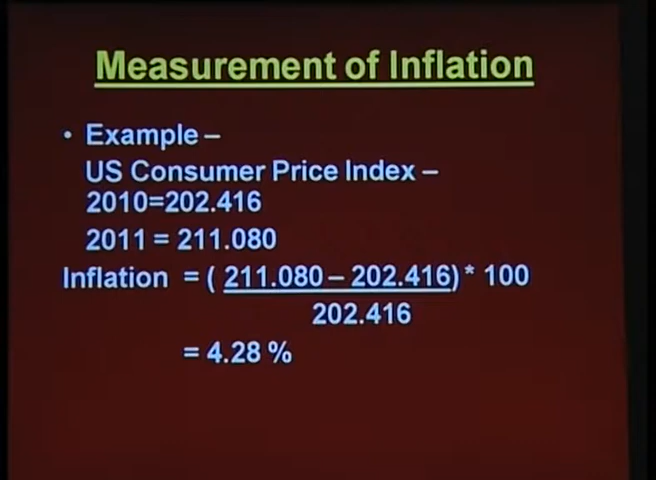 Measurement of Inflation
• Example –
US Consumer Price Index –
2010=202.416
2011 = 211.080
Inflation = ( 211.080 – 202.416) * 100
202.416
= 4.28 %